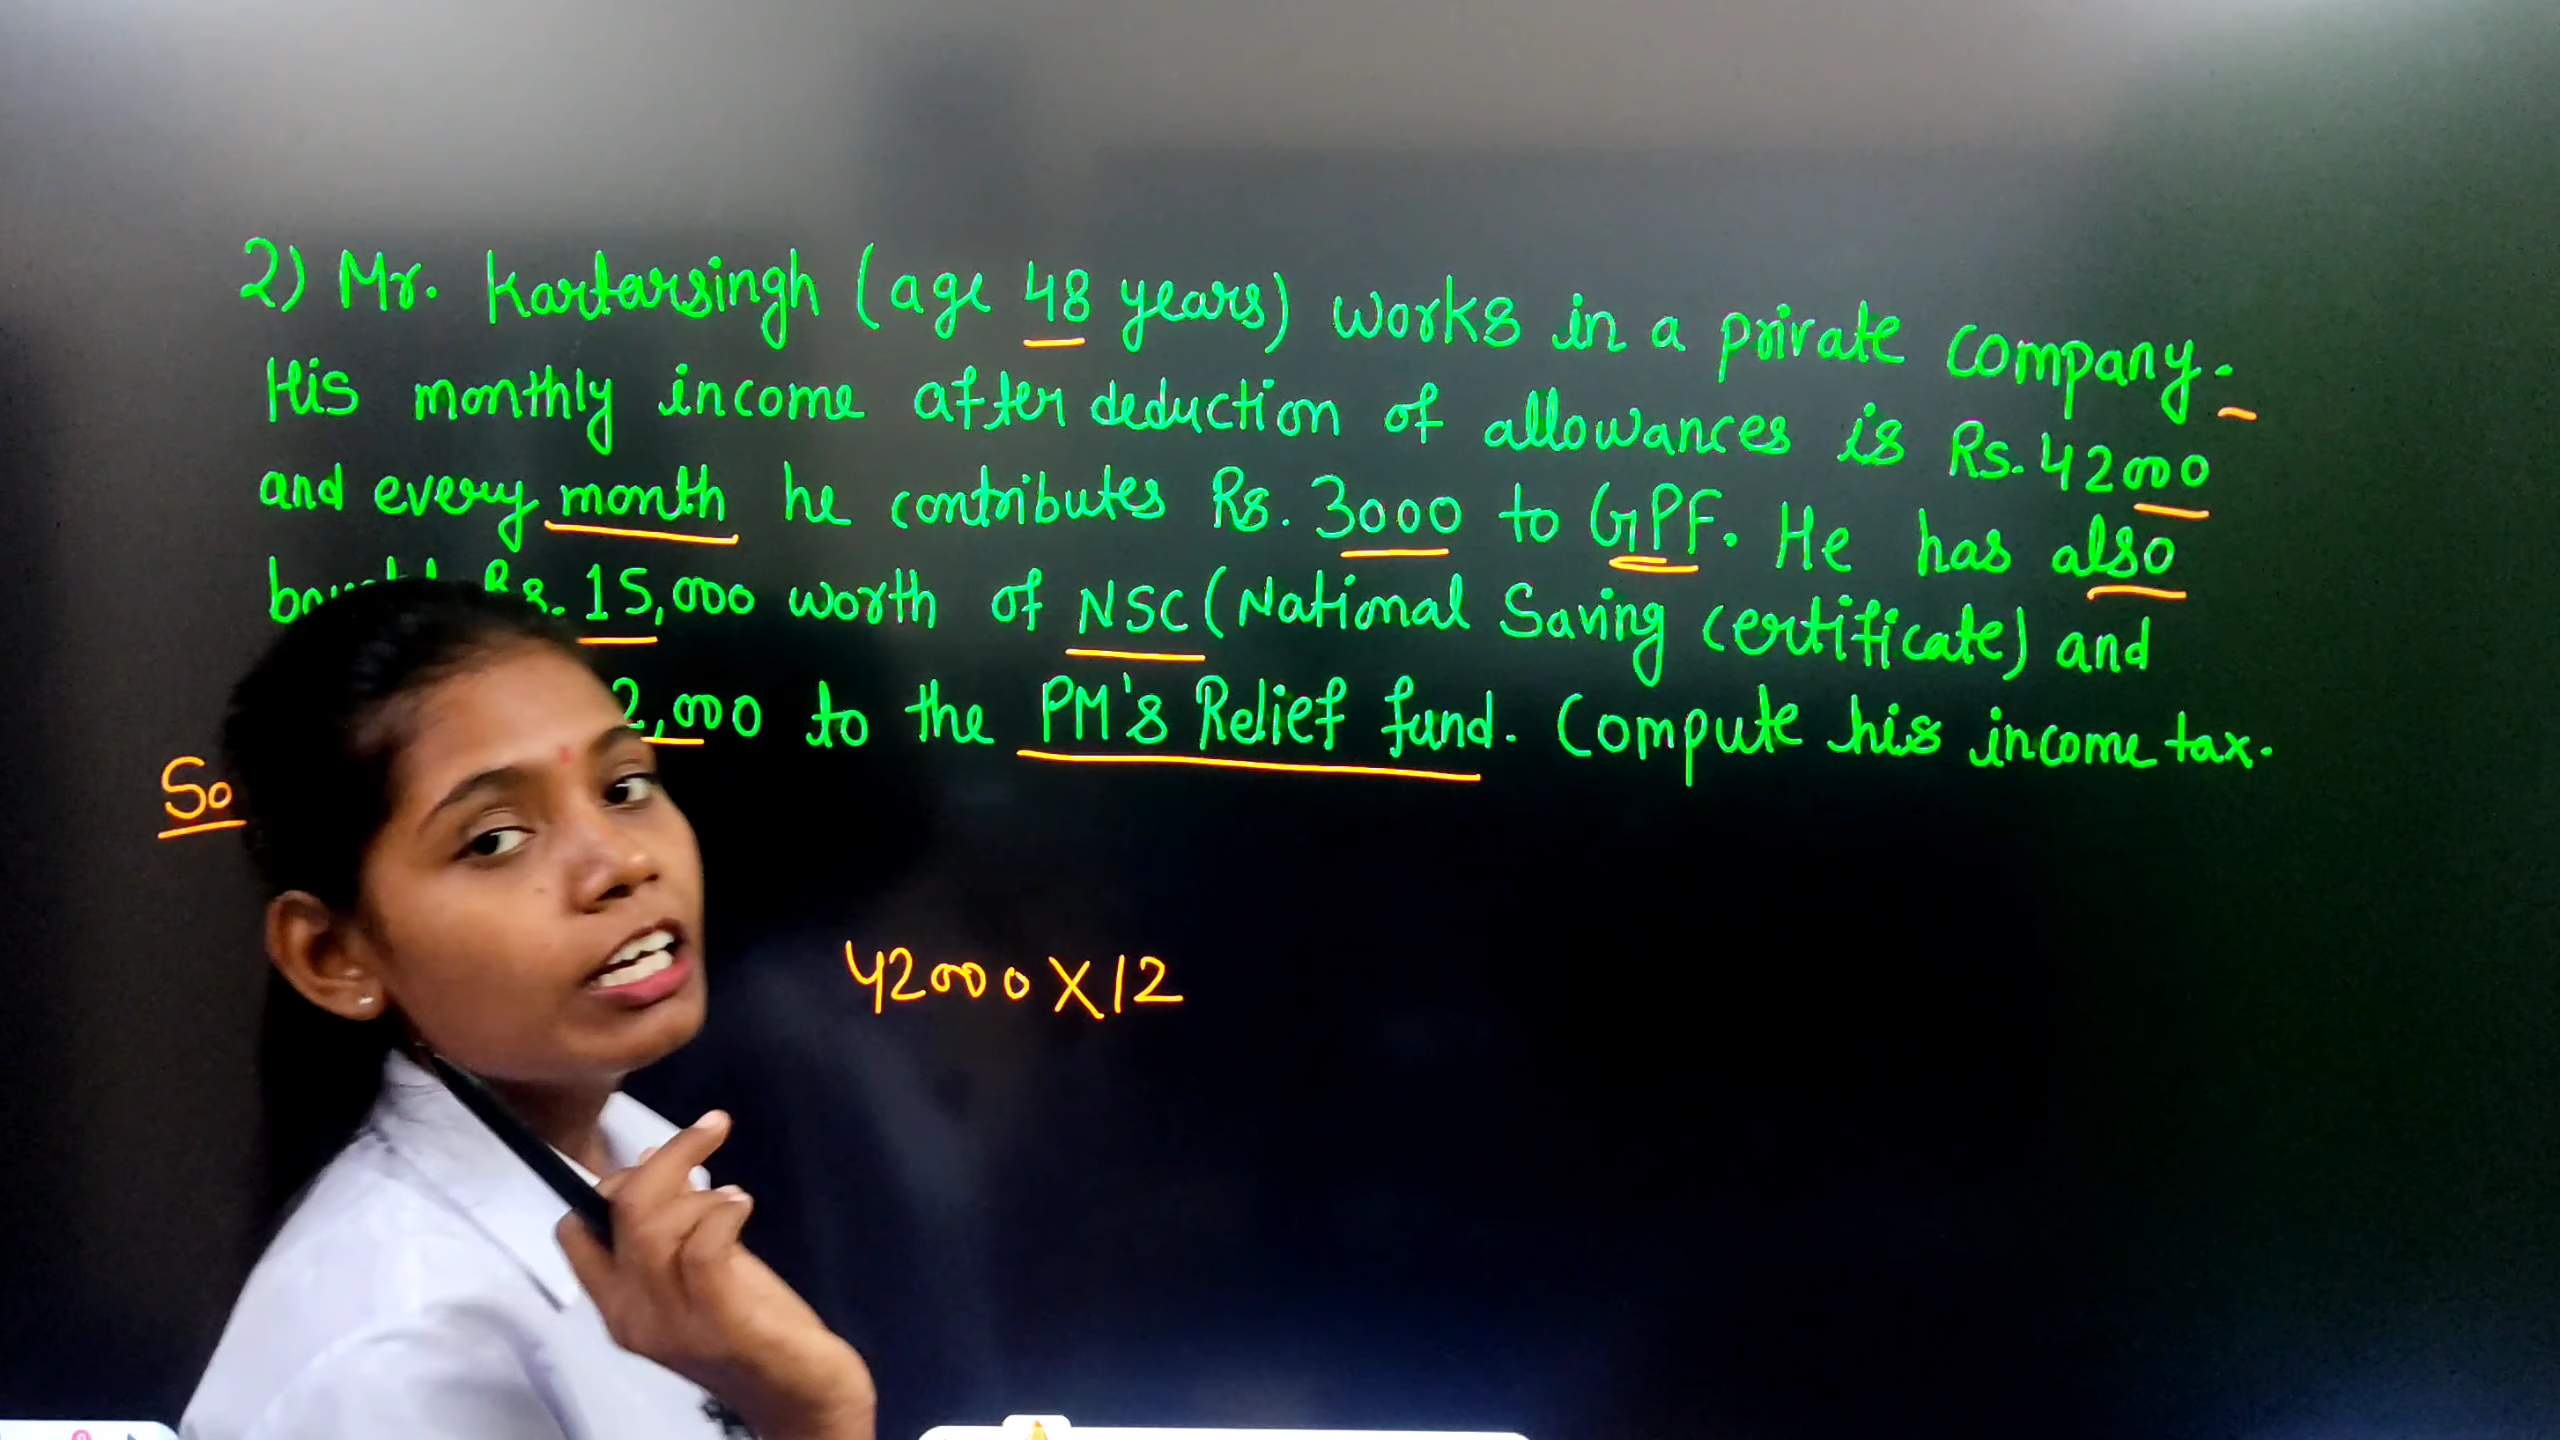 2) Mr. Kartarsingh (age 48 years) works in a private company.
His monthly income after deduction of allowances is Rs. 42000
and every month he contributes Rs. 3000 to GPF. He has also
Rs. 15,000 worth of NSC (National Saving Certificate) and
2,000 to the PM's Relief fund. Compute his income tax.
So
42000 X 12